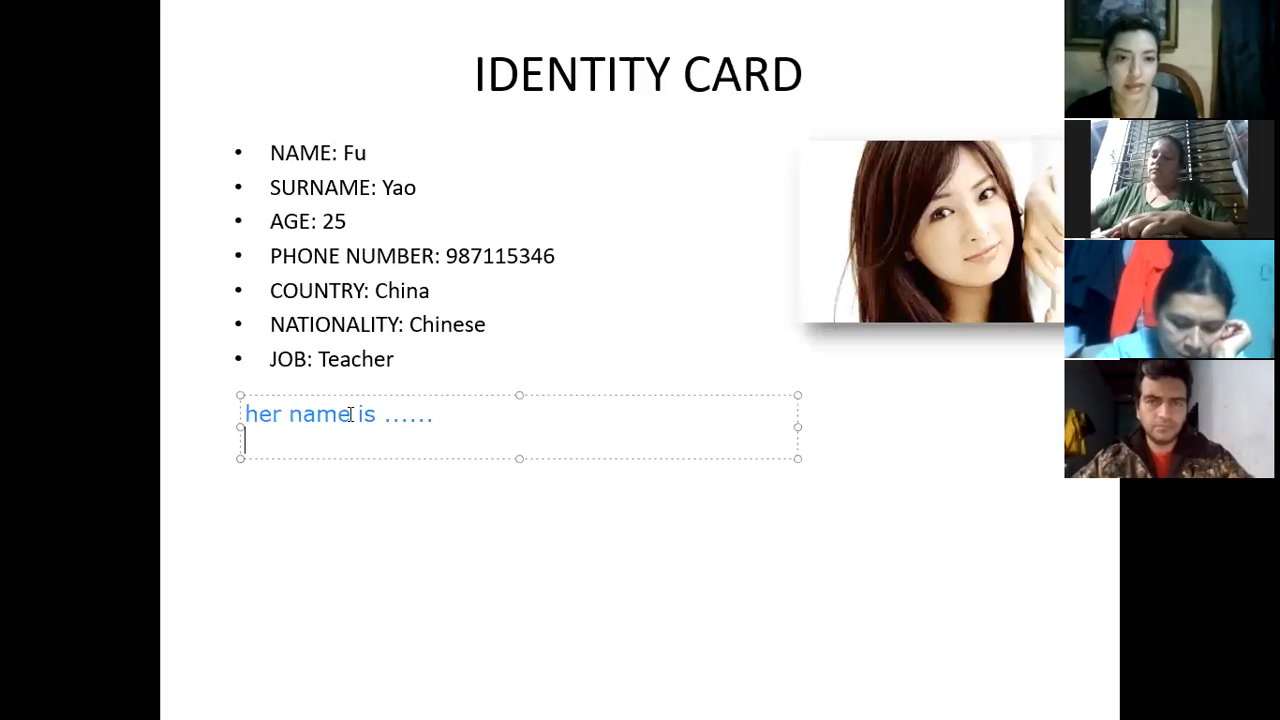 IDENTITY CARD
• NAME: Fu
• SURNAME: Yao
• AGE: 25
• PHONE NUMBER: 987115346
• COUNTRY: China
• NATIONALITY: Chinese
• JOB: Teacher
her name is ......